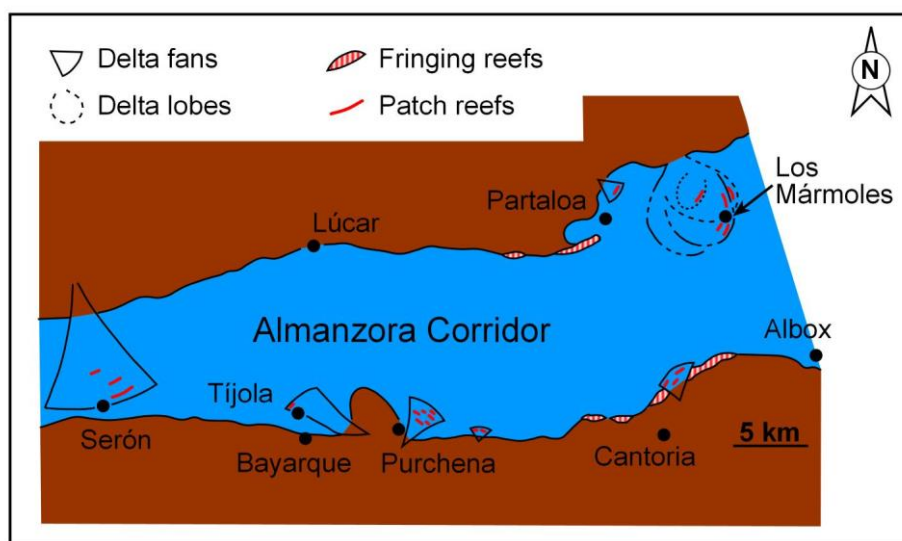 Delta fans
Fringing reefs
N
Delta lobes
Patch reefs
Los
Mármoles
Partaloa
Lúcar
Almanzora Corridor
Albox
Tíjola
Serón
Bayarque
Purchena
Cantoria
5 km